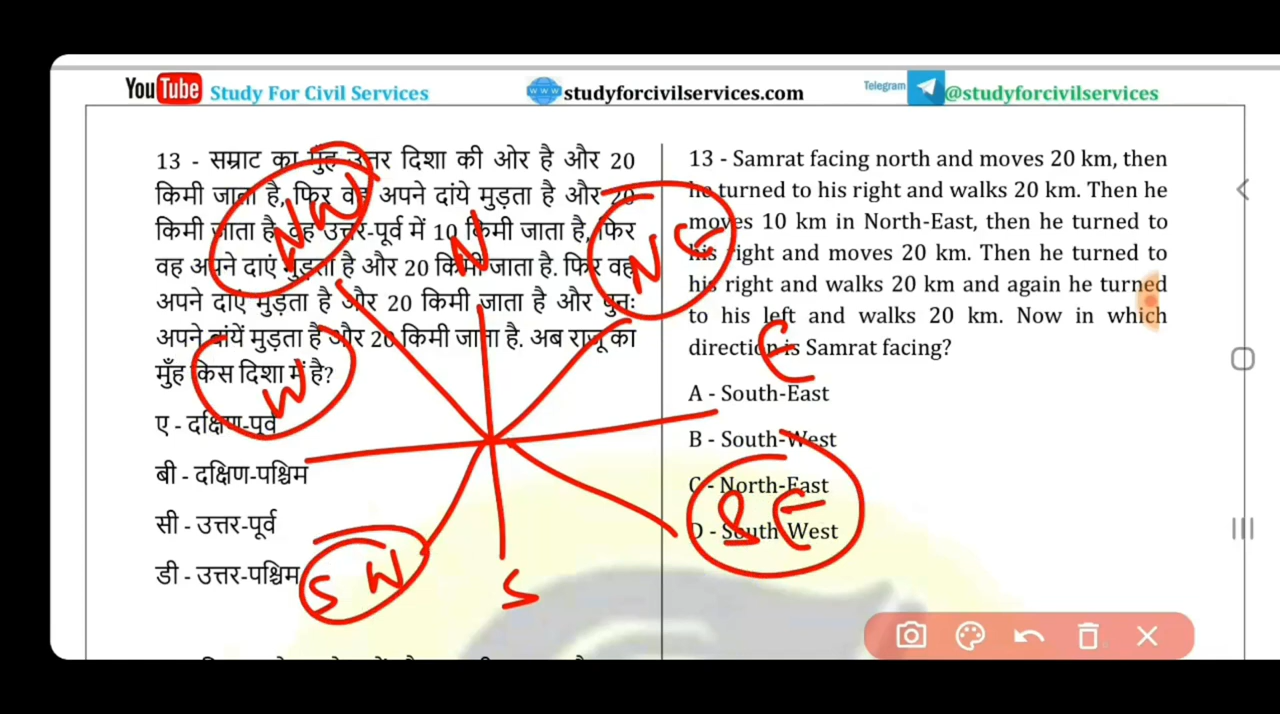 YouTube Study For Civil Services
www studyforcivilservices.com
Telegram @studyforcivilservices
13 - सम्राट का मुँह उत्तर दिशा की ओर है और 20
किमी जाता है, फिर वह अपने दांये मुड़ता है और 20
किमी जाता है, वह उत्तर-पूर्व में 10 किमी जाता है, फिर
वह अपने दाएं मुड़ता है और 20 किमी जाता है. फिर वह
अपने दाएं मुड़ता है और 20 किमी जाता है और पुनः
अपने बांयें मुड़ता है और 20 किमी जाता है. अब राजू का
मुँह किस दिशा में है?
ए - दक्षिण-पूर्व
बी - दक्षिण-पश्चिम
सी - उत्तर-पूर्व
डी - उत्तर-पश्चिम
13 - Samrat facing north and moves 20 km, then
he turned to his right and walks 20 km. Then he
moves 10 km in North-East, then he turned to
his right and moves 20 km. Then he turned to
his right and walks 20 km and again he turned
to his left and walks 20 km. Now in which
direction is Samrat facing?
A - South-East
B - South-West
C - North-East
D - South West
NW
N
NE
E
W
SW
S
SE